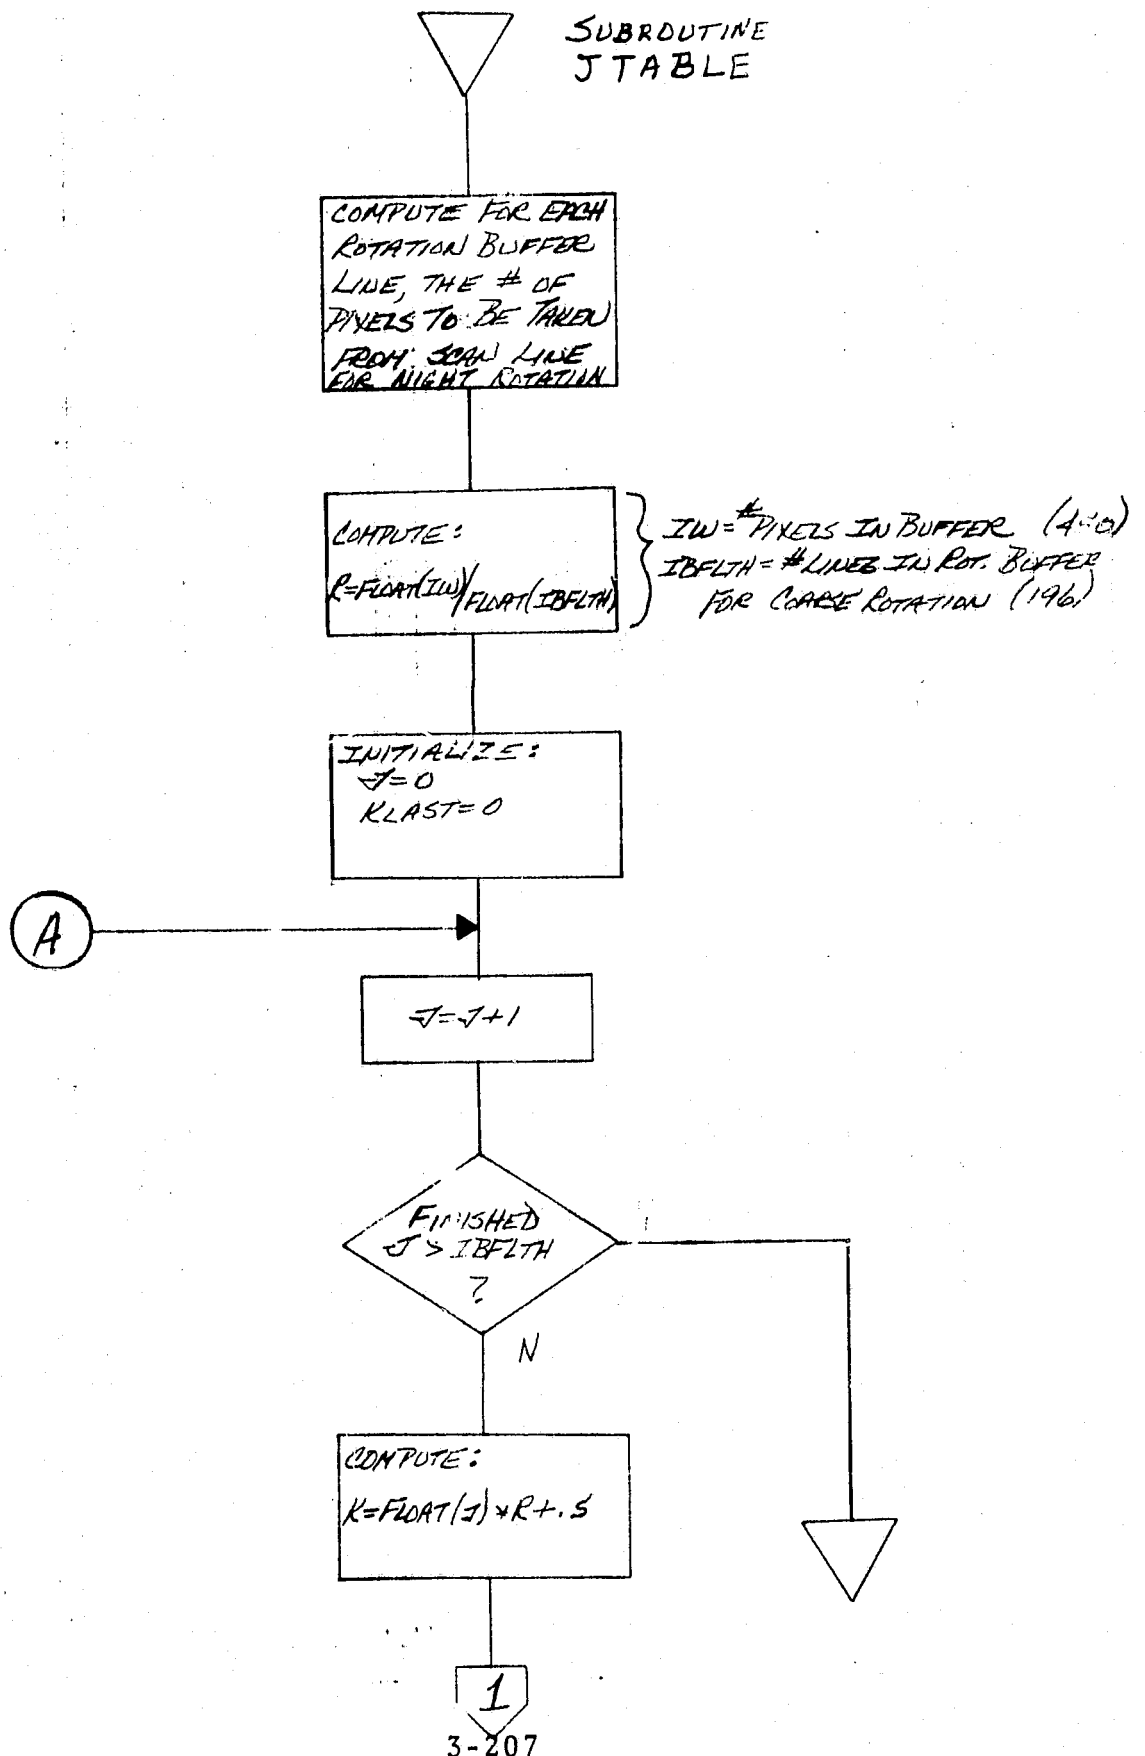 SUBROUTINE
JTABLE
COMPUTE FOR EACH
ROTATION BUFFER
LINE, THE # OF
PIXELS TO BE TAKEN
FROM SCAN LINE
FOR NIGHT ROTATION
COMPUTE:
R=FLOAT(IW)/FLOAT(IBFLTH)
IW=# PIXELS IN BUFFER
IBFLTH=# LINES IN ROT. BUFFER
FOR COARSE ROTATION (196)
INITIALIZE:
J=0
KLAST=0
A
J=J+1
FINISHED
J > IBFLTH
?
N
COMPUTE:
K=FLOAT(J)*R+.5
1
3-207